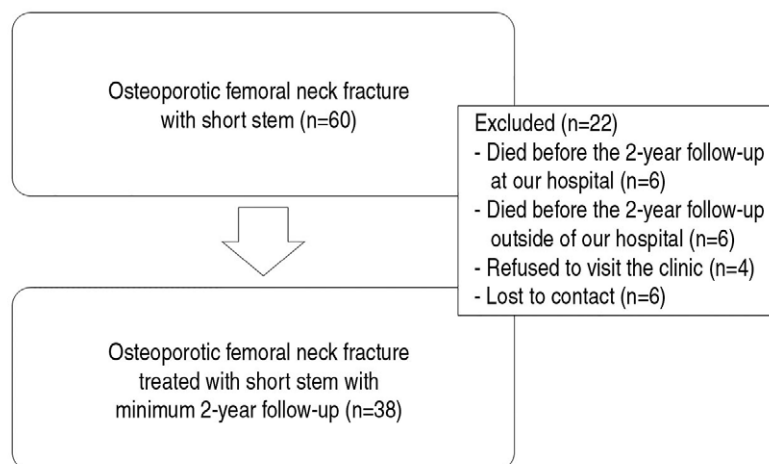 Osteoporotic femoral neck fracture
with short stem (n=60)
Excluded (n=22)
- Died before the 2-year follow-up
at our hospital (n=6)
- Died before the 2-year follow-up
outside of our hospital (n=6)
- Refused to visit the clinic (n=4)
- Lost to contact (n=6)
Osteoporotic femoral neck fracture
treated with short stem with
minimum 2-year follow-up (n=38)